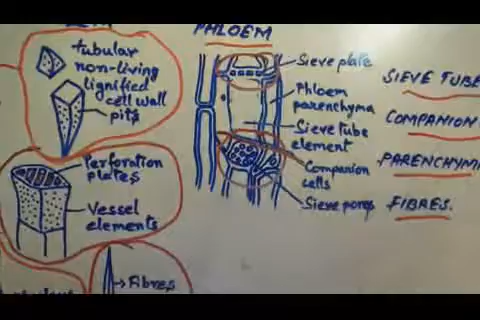 tubular
non-living
lignified
cell wall
pits
Perforation
plates
Vessel
elements
Fibres
PHLOEM
Sieve plate
Phloem
parenchyma
Sieve tube
element
Companion
cells
Sieve pores
SIEVE TUBE
COMPANION
PARENCHYM
FIBRES.